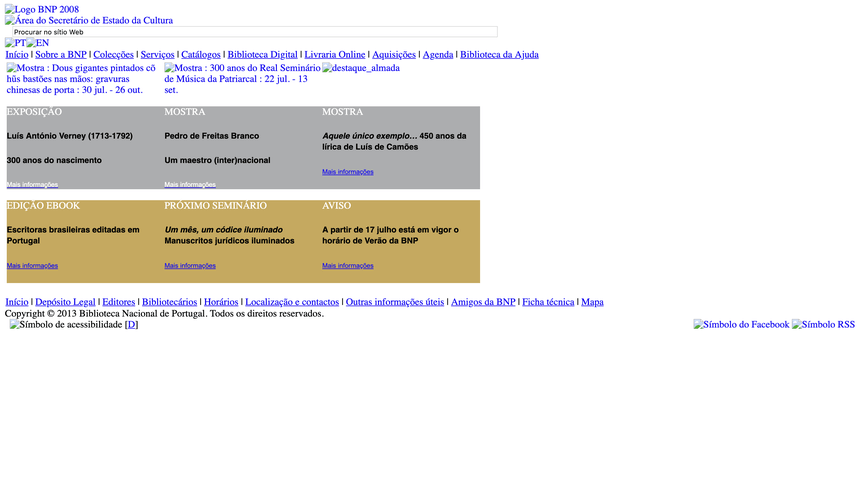 Logo BNP 2008
Área do Secretário de Estado da Cultura
Procurar no sítio Web
PT EN
Início | Sobre a BNP | Colecções | Serviços | Catálogos | Biblioteca Digital | Livraria Online | Aquisições | Agenda | Biblioteca da Ajuda
Mostra : Dous gigantes pintados cõ
hũs bastões nas mãos: gravuras
chinesas de porta : 30 jul. - 26 out.
Mostra : 300 anos do Real Seminário
de Música da Patriarcal : 22 jul. - 13
set.
destaque_almada
EXPOSIÇÃO
Luís António Verney (1713-1792)
300 anos do nascimento
Mais informações
MOSTRA
Pedro de Freitas Branco
Um maestro (inter)nacional
Mais informações
MOSTRA
Aquele único exemplo... 450 anos da
lírica de Luís de Camões
Mais informações
EDIÇÃO EBOOK
Escritoras brasileiras editadas em
Portugal
Mais informações
PRÓXIMO SEMINÁRIO
Um mês, um códice iluminado
Manuscritos jurídicos iluminados
Mais informações
AVISO
A partir de 17 julho está em vigor o
horário de Verão da BNP
Mais informações
Início | Depósito Legal | Editores | Bibliotecários | Horários | Localização e contactos | Outras informações úteis | Amigos da BNP | Ficha técnica | Mapa
Copyright © 2013 Biblioteca Nacional de Portugal. Todos os direitos reservados.
Símbolo de acessibilidade [D]
Símbolo do Facebook Símbolo RSS